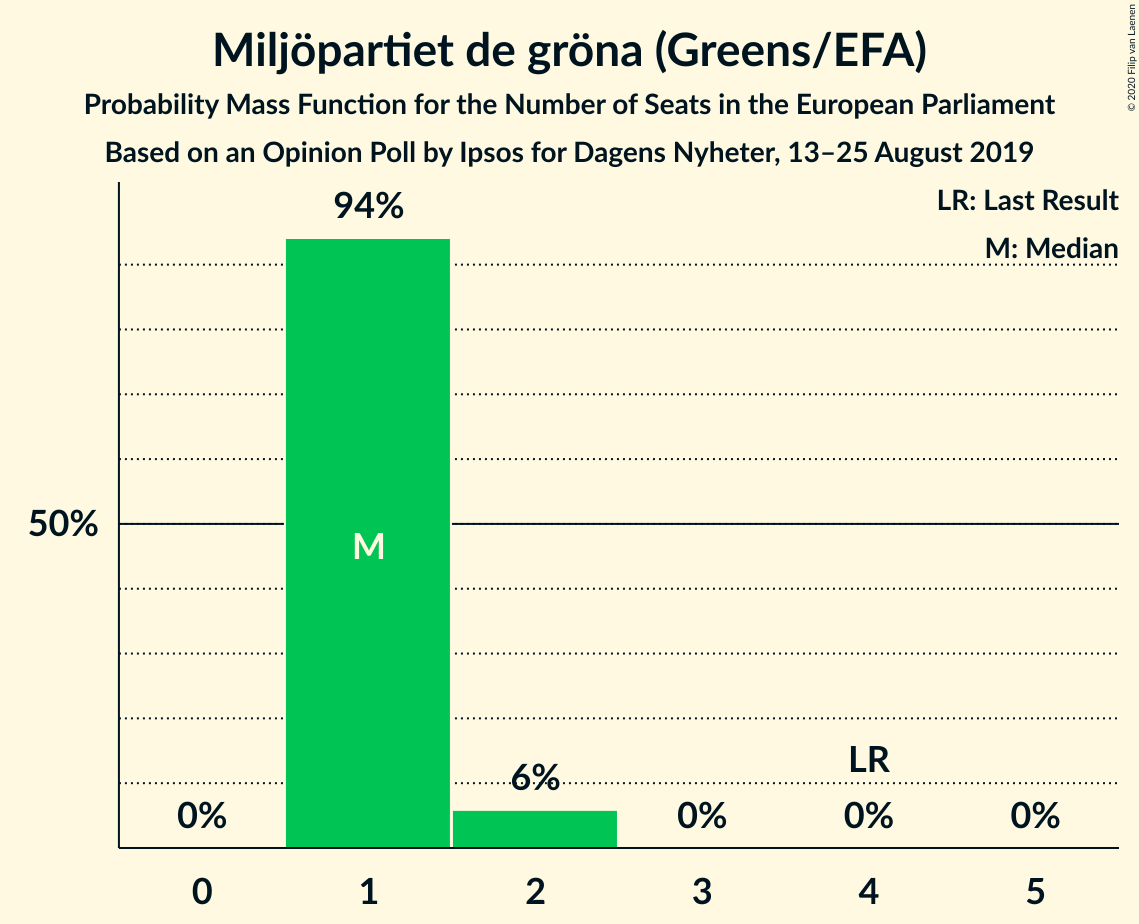 Miljöpartiet de gröna (Greens/EFA)
Probability Mass Function for the Number of Seats in the European Parliament
Based on an Opinion Poll by Ipsos for Dagens Nyheter, 13–25 August 2019
© 2020 Filip van Laenen
LR: Last Result
M: Median
94%
50%
M
LR
0%
6%
0%
0%
0%
0
1
2
3
4
5